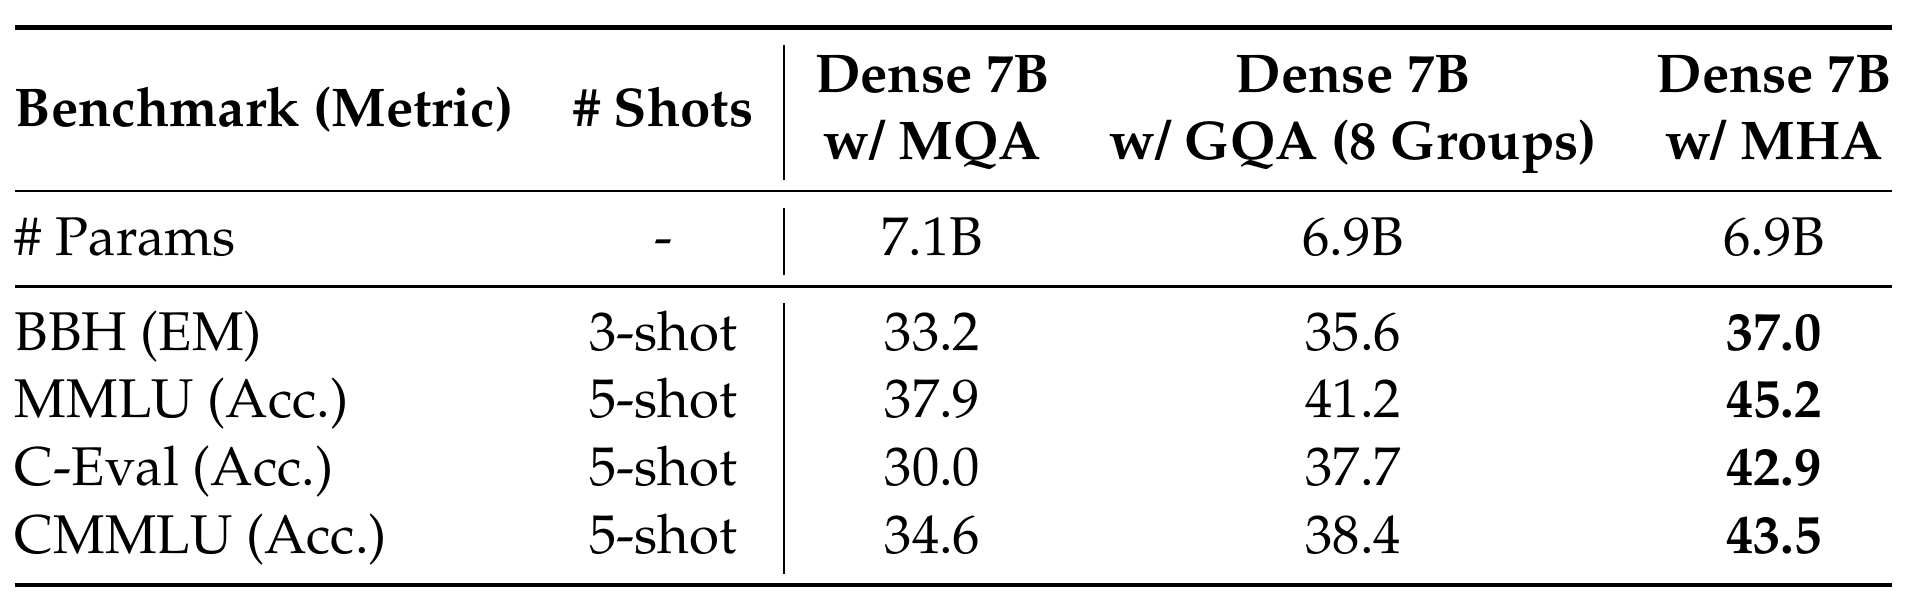 Benchmark (Metric) # Shots Dense 7B w/ MQA Dense 7B w/ GQA (8 Groups) Dense 7B w/ MHA
# Params - 7.1B 6.9B 6.9B
BBH (EM) 3-shot 33.2 35.6 37.0
MMLU (Acc.) 5-shot 37.9 41.2 45.2
C-Eval (Acc.) 5-shot 30.0 37.7 42.9
CMMLU (Acc.) 5-shot 34.6 38.4 43.5